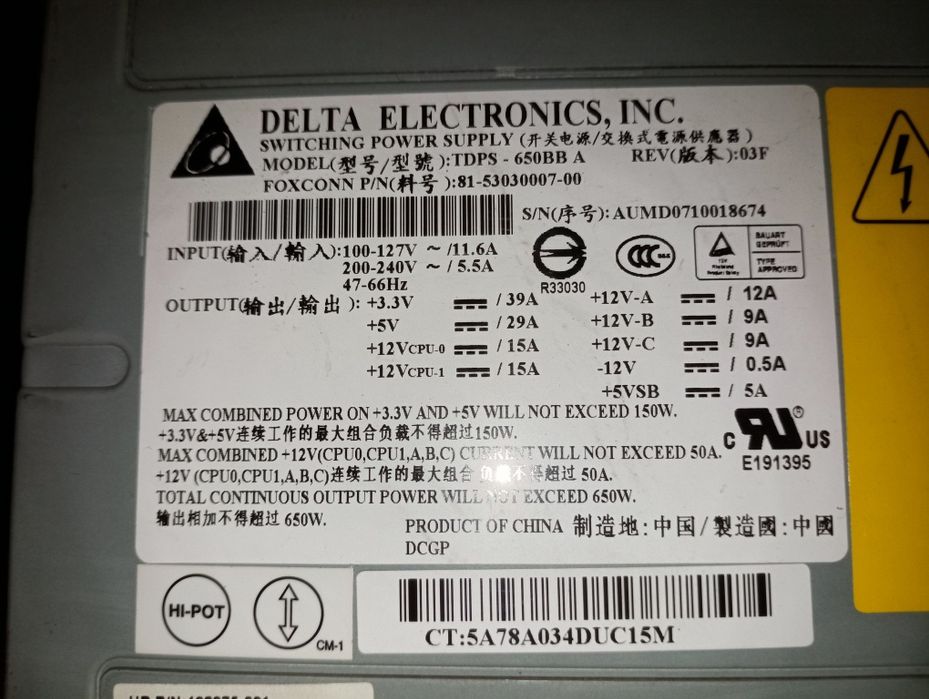 DELTA ELECTRONICS, INC.
SWITCHING POWER SUPPLY (开关电源/交换式電源供應器)
MODEL(型号/型號):TDPS - 650BB A REV(版本):03F
FOXCONN P/N(料号):81-53030007-00
S/N(序号): AUMD0710018674
INPUT(输入/輸入):100-127V ~ /11.6A
200-240V ~ / 5.5A
47-66Hz
R33030
BAUART
GEPRÜFT
TYPE
APPROVED
OUTPUT(输出/輸出): +3.3V / 39A +12V-A / 12A
+5V / 29A +12V-B / 9A
+12VCPU-0 / 15A +12V-C / 9A
+12VCPU-1 / 15A -12V / 0.5A
+5VSB / 5A
MAX COMBINED POWER ON +3.3V AND +5V WILL NOT EXCEED 150W.
+3.3V&+5V连续工作的最大组合负载不得超过150W.
MAX COMBINED +12V(CPU0,CPU1,A,B,C) CURRENT WILL NOT EXCEED 50A.
+12V (CPU0,CPU1,A,B,C)连续工作的最大组合负载不得超过 50A.
TOTAL CONTINUOUS OUTPUT POWER WILL NOT EXCEED 650W.
输出相加不得超过 650W.
C RU US ®
E191395
PRODUCT OF CHINA 制造地:中国/製造國:中國
DCGP
HI-POT
CM-1
CT:5A78A034DUC15M